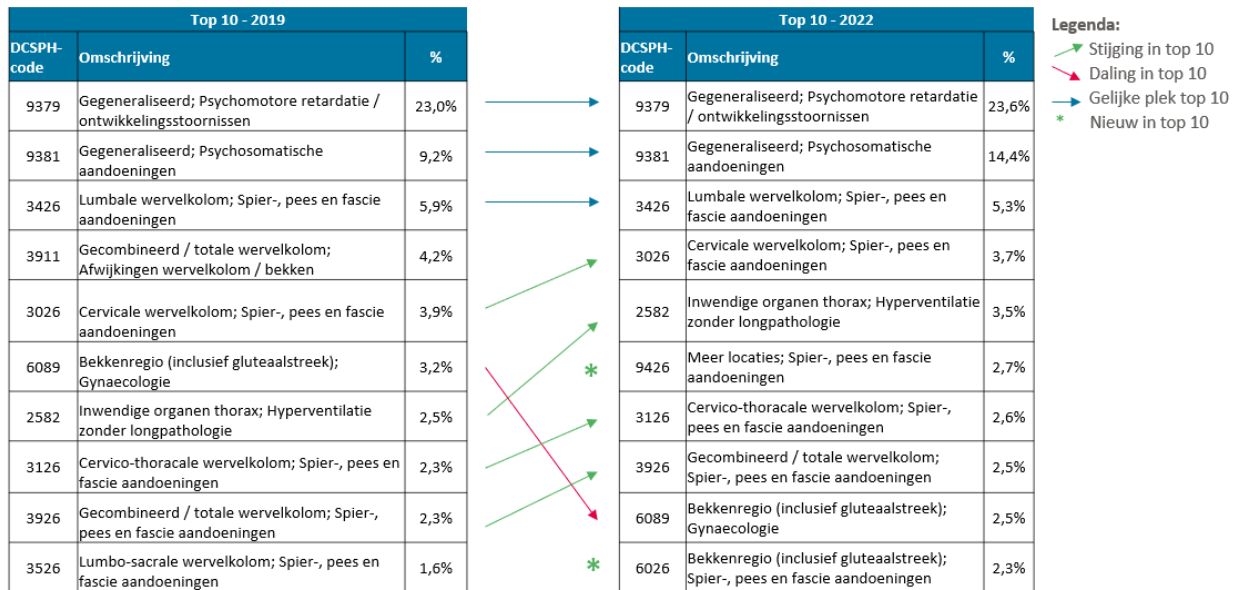 Top 10 - 2019
DCSPH-
code
Omschrijving
%
9379
Gegeneraliseerd; Psychomotore retardatie /
ontwikkelingsstoornissen
23,0%
9381
Gegeneraliseerd; Psychosomatische
aandoeningen
9,2%
3426
Lumbale wervelkolom; Spier-, pees en fascie
aandoeningen
5,9%
3911
Gecombineerd / totale wervelkolom;
Afwijkingen wervelkolom / bekken
4,2%
3026
Cervicale wervelkolom; Spier-, pees en fascie
aandoeningen
3,9%
6089
Bekkenregio (inclusief gluteaalstreek);
Gynaecologie
3,2%
2582
Inwendige organen thorax; Hyperventilatie
zonder longpathologie
2,5%
3126
Cervico-thoracale wervelkolom; Spier-, pees en
fascie aandoeningen
2,3%
3926
Gecombineerd / totale wervelkolom; Spier-,
pees en fascie aandoeningen
2,3%
3526
Lumbo-sacrale wervelkolom; Spier-, pees en
fascie aandoeningen
1,6%
*
*
Top 10 - 2022
DCSPH-
code
Omschrijving
%
9379
Gegeneraliseerd; Psychomotore retardatie
/ ontwikkelingsstoornissen
23,6%
9381
Gegeneraliseerd; Psychosomatische
aandoeningen
14,4%
3426
Lumbale wervelkolom; Spier-, pees en
fascie aandoeningen
5,3%
3026
Cervicale wervelkolom; Spier-, pees en
fascie aandoeningen
3,7%
2582
Inwendige organen thorax; Hyperventilatie
zonder longpathologie
3,5%
9426
Meer locaties; Spier-, pees en fascie
aandoeningen
2,7%
3126
Cervico-thoracale wervelkolom; Spier-,
pees en fascie aandoeningen
2,6%
3926
Gecombineerd / totale wervelkolom;
Spier-, pees en fascie aandoeningen
2,5%
6089
Bekkenregio (inclusief gluteaalstreek);
Gynaecologie
2,5%
6026
Bekkenregio (inclusief gluteaalstreek);
Spier-, pees en fascie aandoeningen
2,3%
Legenda:
Stijging in top 10
Daling in top 10
Gelijke plek top 10
* Nieuw in top 10